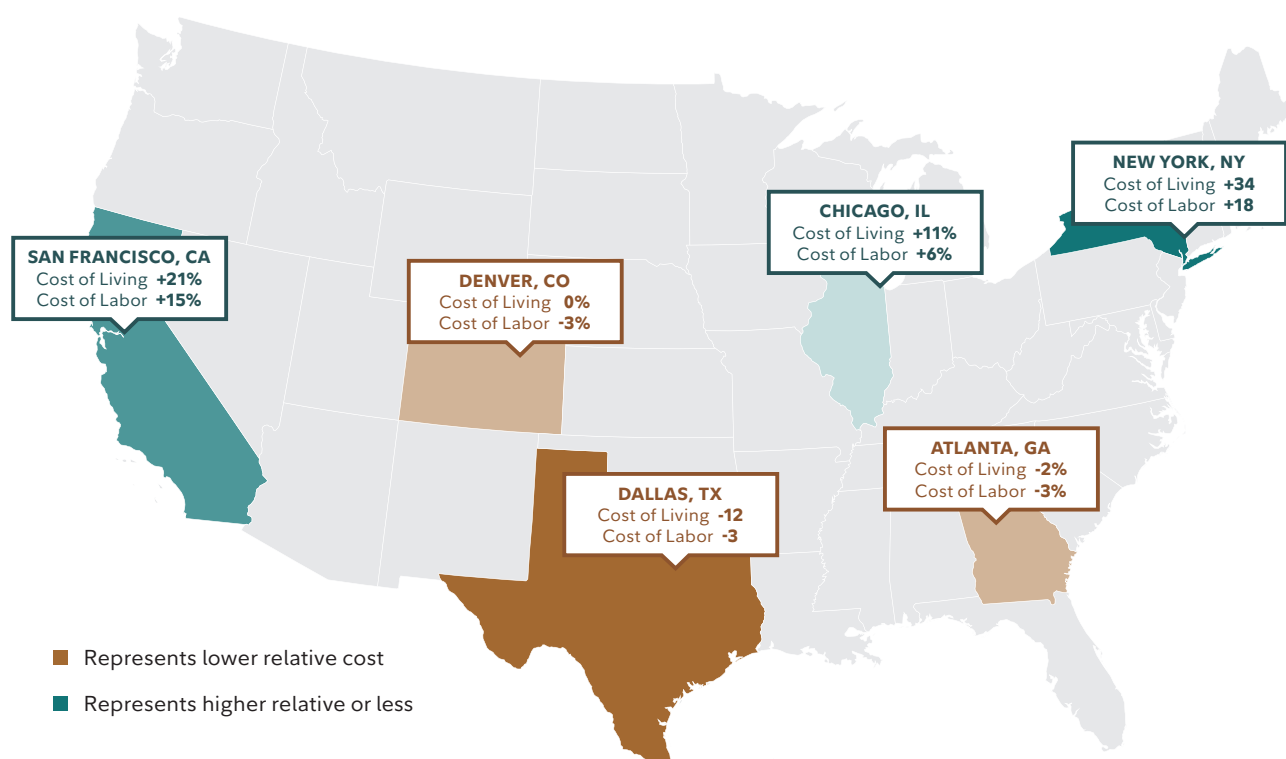 NEW YORK, NY
Cost of Living +34
Cost of Labor +18
CHICAGO, IL
Cost of Living +11%
Cost of Labor +6%
SAN FRANCISCO, CA
Cost of Living +21%
Cost of Labor +15%
DENVER, CO
Cost of Living 0%
Cost of Labor -3%
ATLANTA, GA
Cost of Living -2%
Cost of Labor -3%
DALLAS, TX
Cost of Living -12
Cost of Labor -3
Represents lower relative cost
Represents higher relative or less